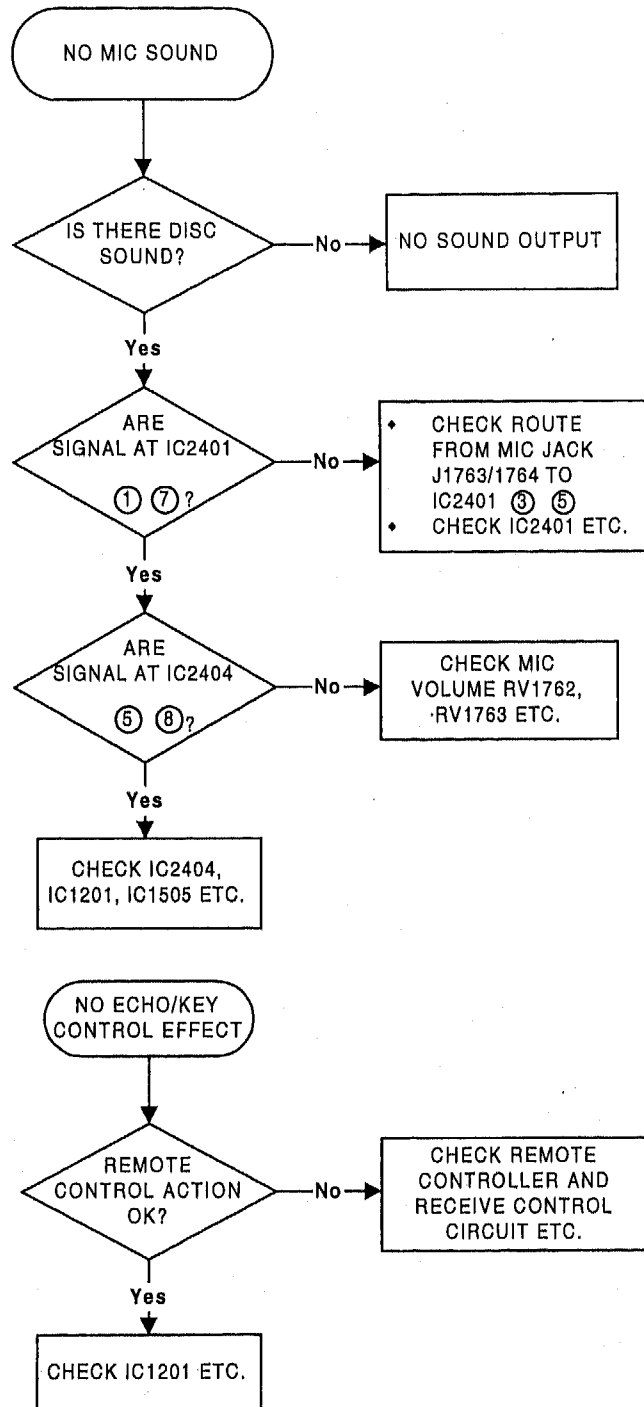 NO MIC SOUND
IS THERE DISC
SOUND?
No
NO SOUND OUTPUT
Yes
ARE
SIGNAL AT IC2401
① ⑦ ?
No
♦ CHECK ROUTE
FROM MIC JACK
J1763/1764 TO
IC2401 ③ ⑤
♦ CHECK IC2401 ETC.
Yes
ARE
SIGNAL AT IC2404
⑤ ⑧ ?
No
CHECK MIC
VOLUME RV1762,
RV1763 ETC.
Yes
CHECK IC2404,
IC1201, IC1505 ETC.
NO ECHO/KEY
CONTROL EFFECT
REMOTE
CONTROL ACTION
OK?
No
CHECK REMOTE
CONTROLLER AND
RECEIVE CONTROL
CIRCUIT ETC.
Yes
CHECK IC1201 ETC.